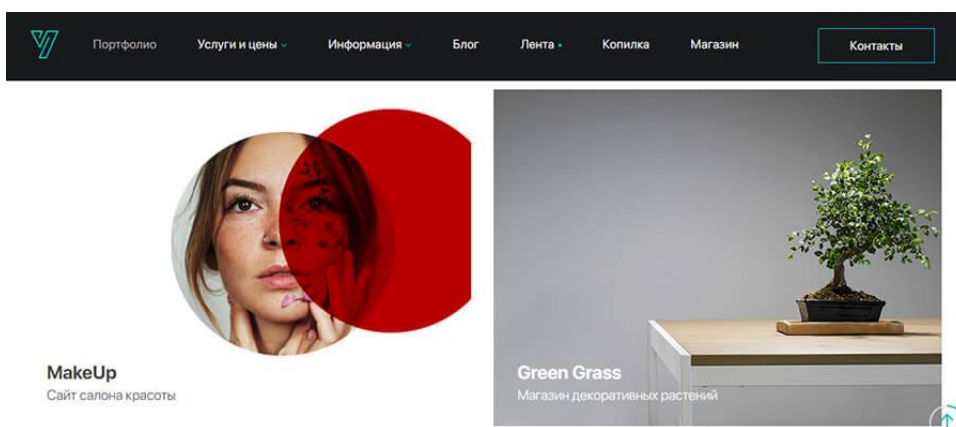 Портфолио Услуги и цены Информация Блог Лента Копилка Магазин Контакты
MakeUp
Сайт салона красоты
Green Grass
Магазин декоративных растений